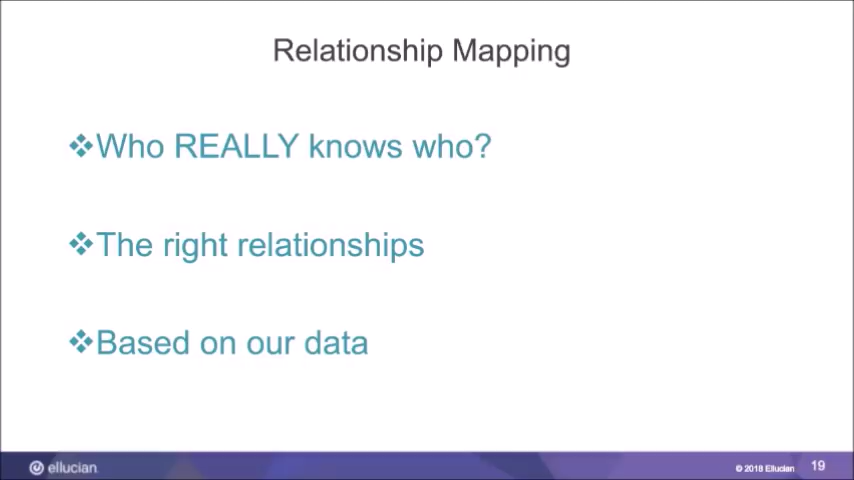 Relationship Mapping
❖Who REALLY knows who?
❖The right relationships
❖Based on our data
ellucian
© 2018 Ellucian 19